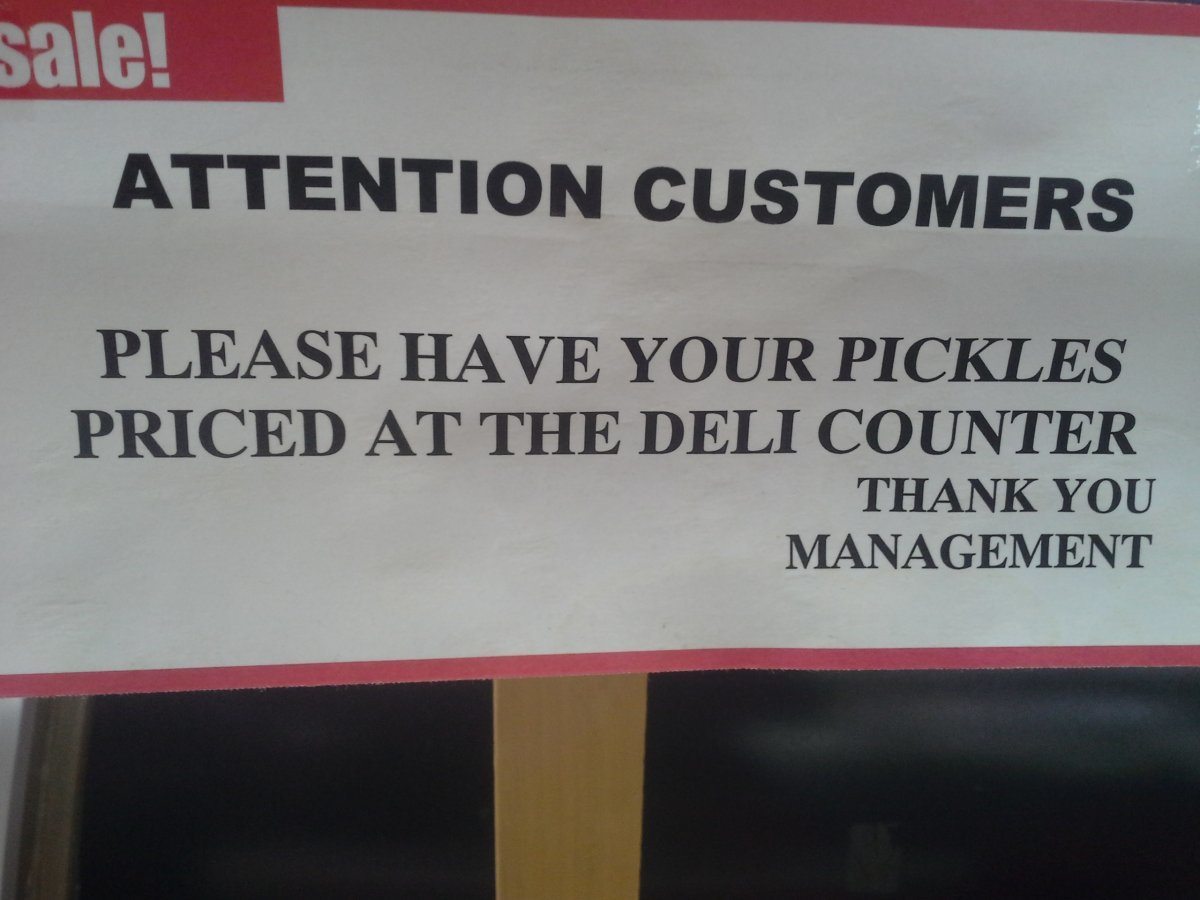 sale!
ATTENTION CUSTOMERS
PLEASE HAVE YOUR PICKLES
PRICED AT THE DELI COUNTER
THANK YOU
MANAGEMENT